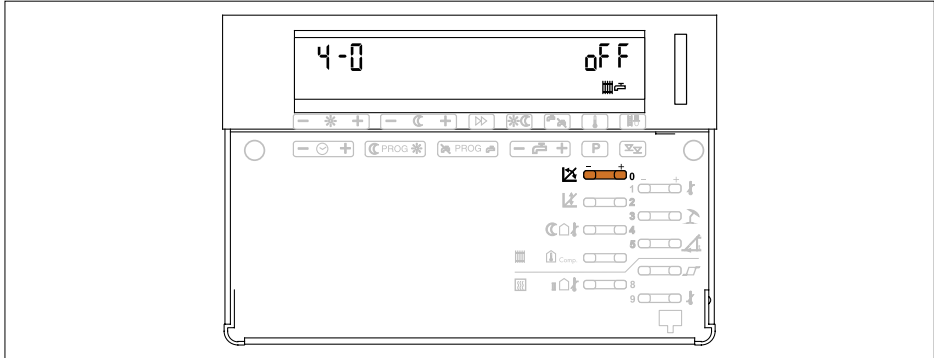 4-0 oFF
- + - +
- + PROG PROG - + P
- + 0
1 - +
2
3
4
5
Comp.
8
9